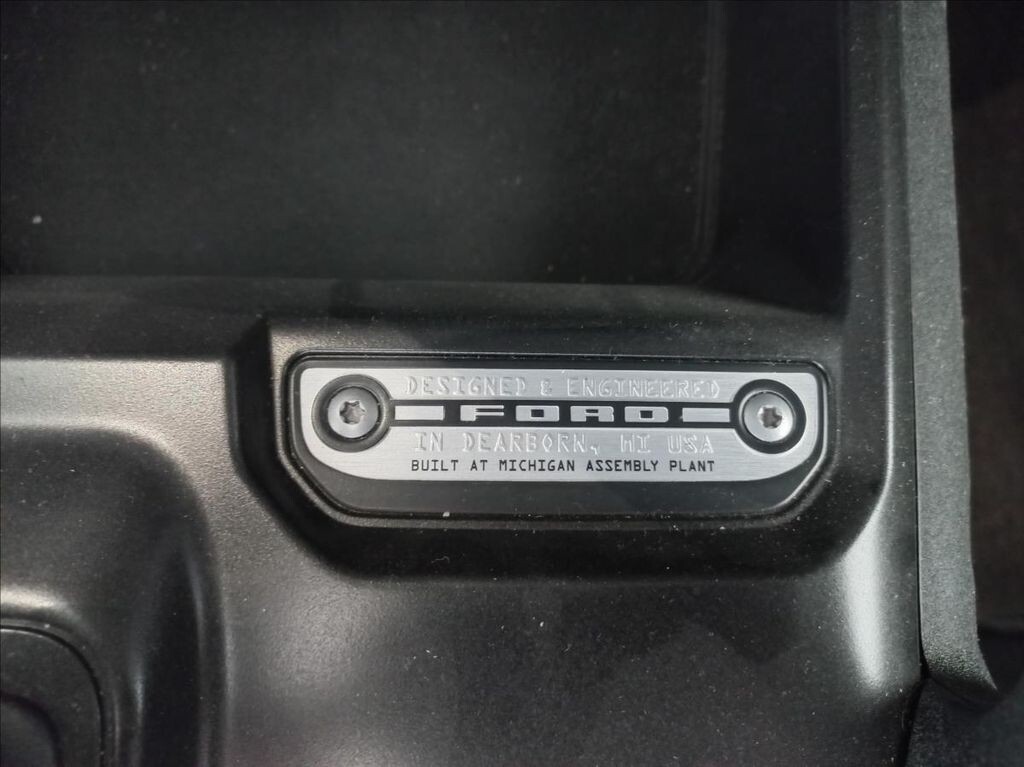 DESIGNED & ENGINEERED
FORD
IN DEARBORN, MI USA
BUILT AT MICHIGAN ASSEMBLY PLANT